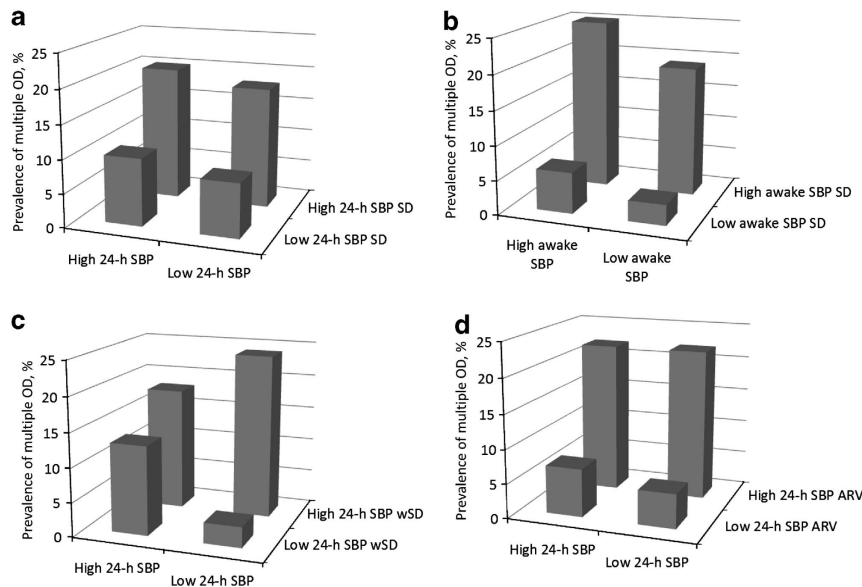 a
Prevalence of multiple OD, %
25
20
15
10
5
0
High 24-h SBP
Low 24-h SBP
High 24-h SBP SD
Low 24-h SBP SD
b
Prevalence of multiple OD, %
25
20
15
10
5
0
High awake
SBP
Low awake
SBP
High awake SBP SD
Low awake SBP SD
c
Prevalence of multiple OD, %
25
20
15
10
5
0
High 24-h SBP
Low 24-h SBP
High 24-h SBP wSD
Low 24-h SBP wSD
d
Prevalence of multiple OD, %
25
20
15
10
5
0
High 24-h SBP
Low 24-h SBP
High 24-h SBP ARV
Low 24-h SBP ARV